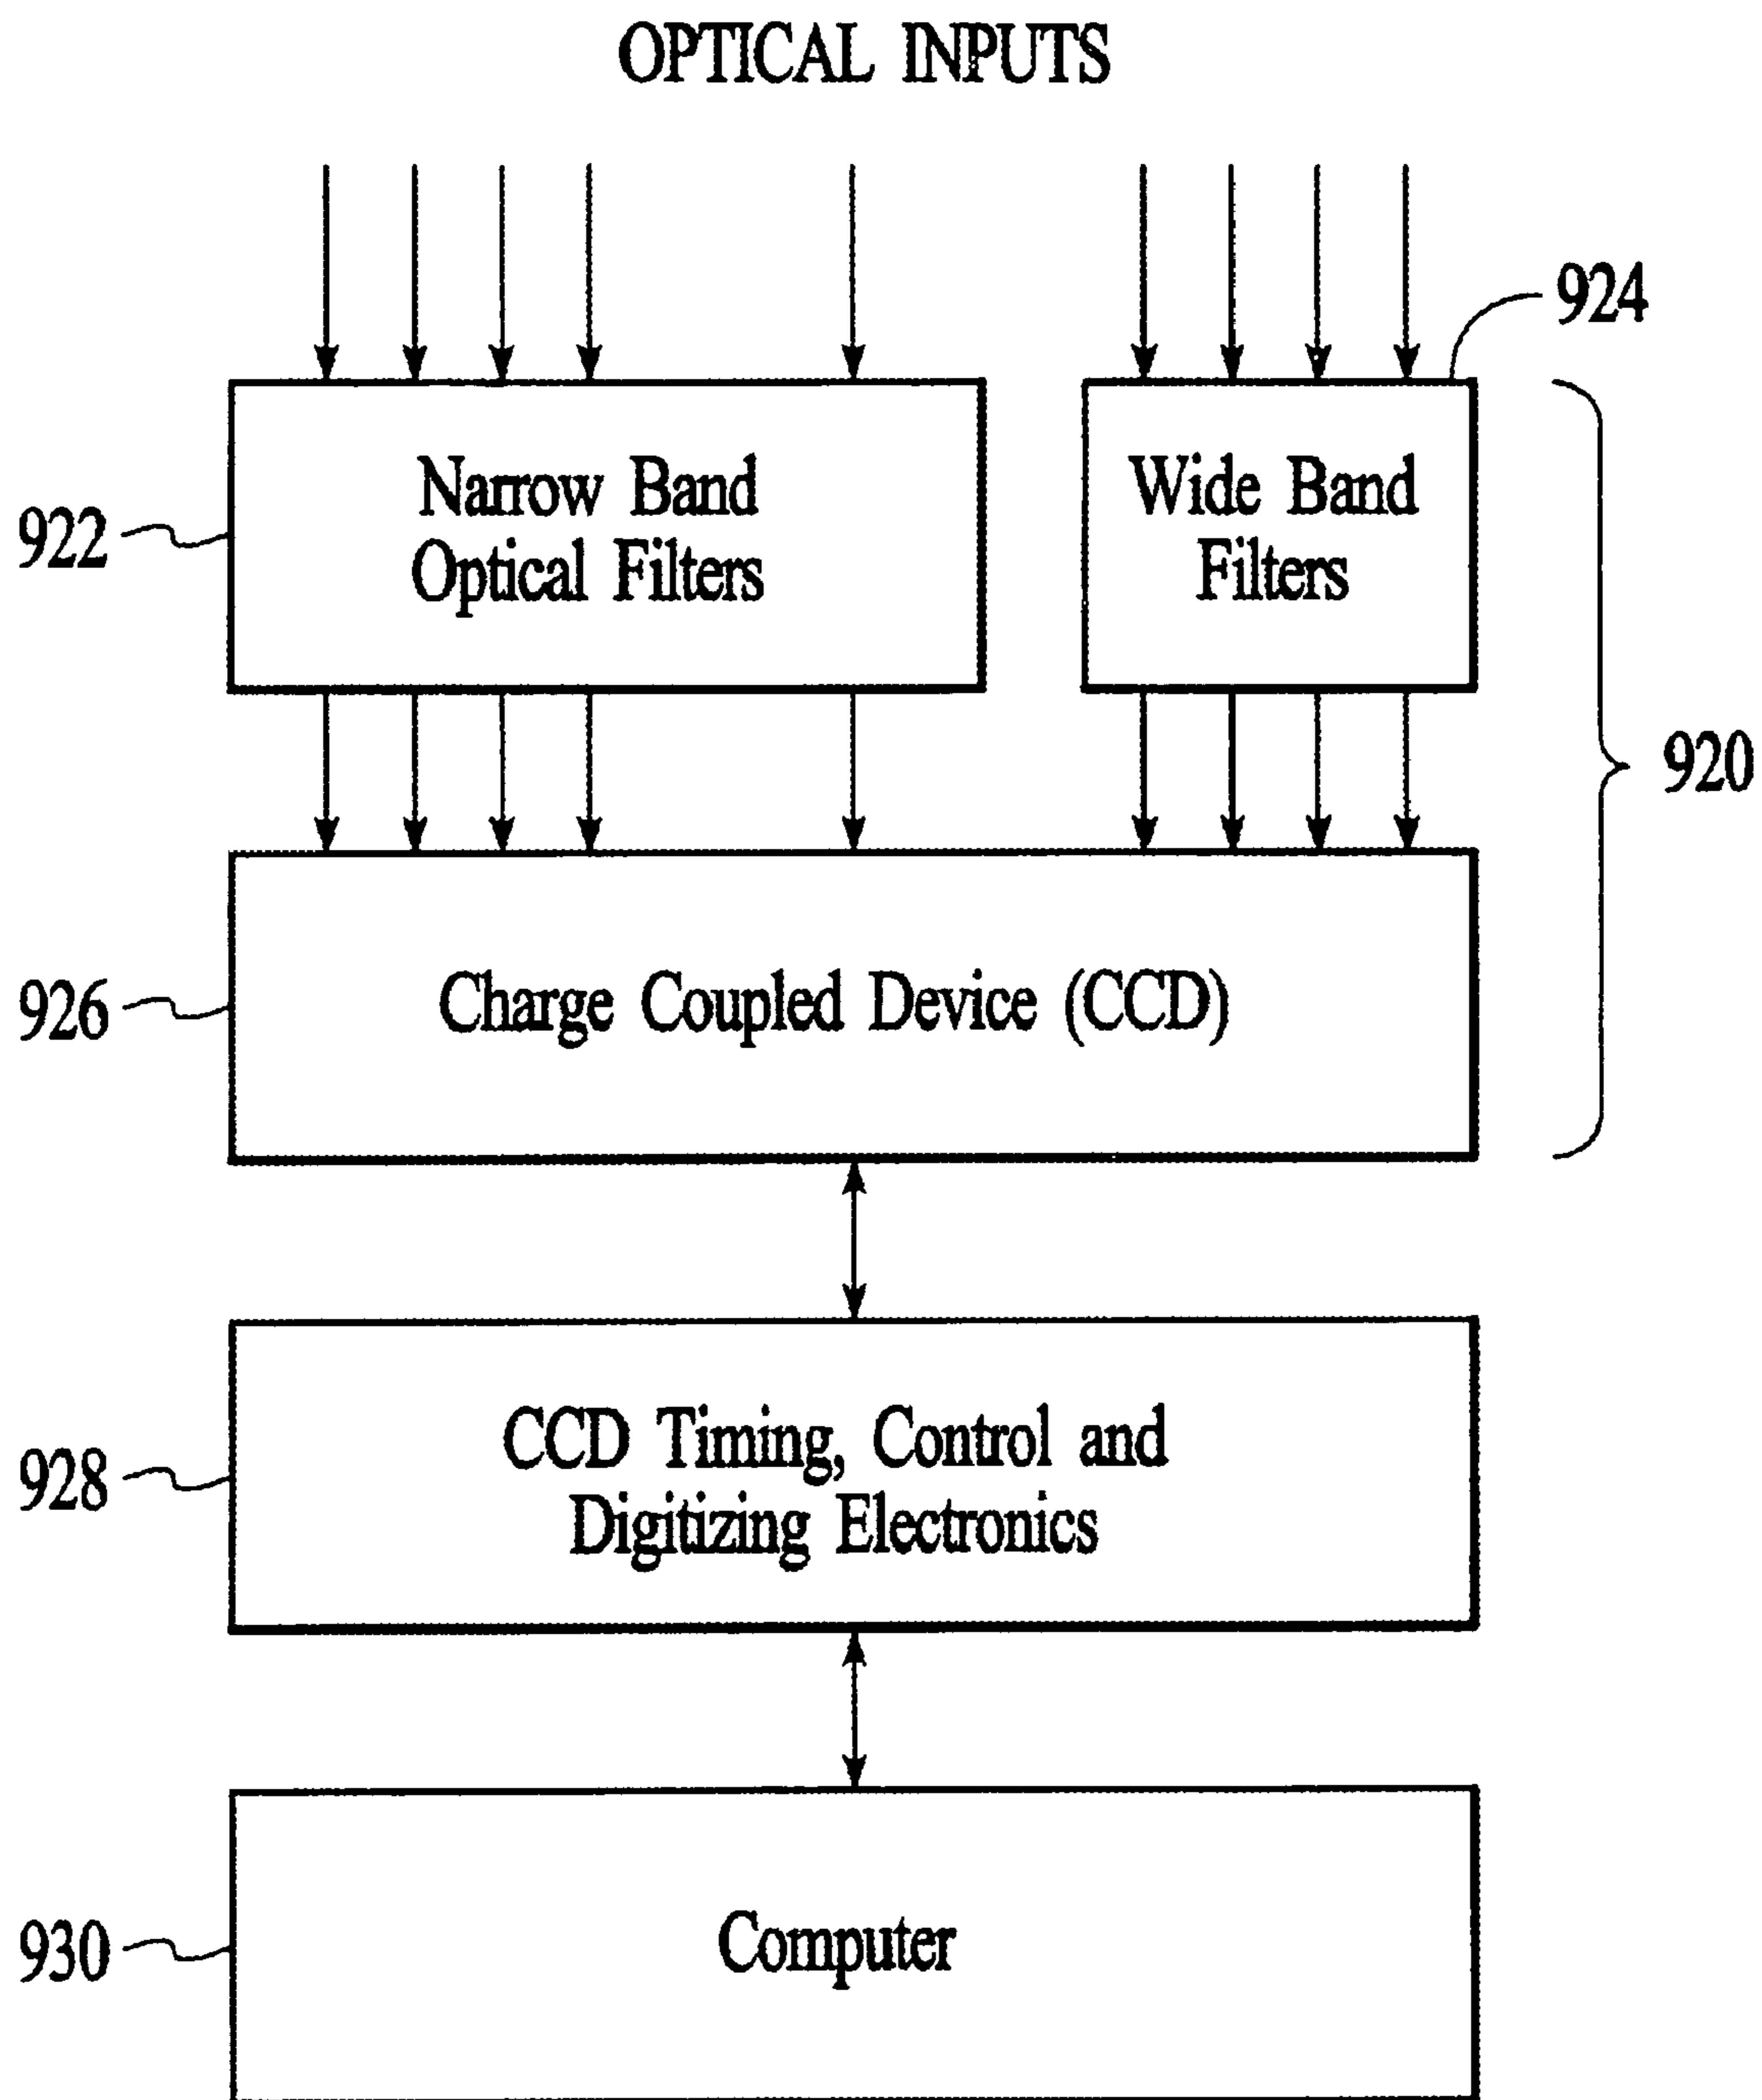 OPTICAL INPUTS
924
Narrow Band
Optical Filters
Wide Band
Filters
922
920
926
Charge Coupled Device (CCD)
928
CCD Timing, Control and
Digitizing Electronics
930
Computer